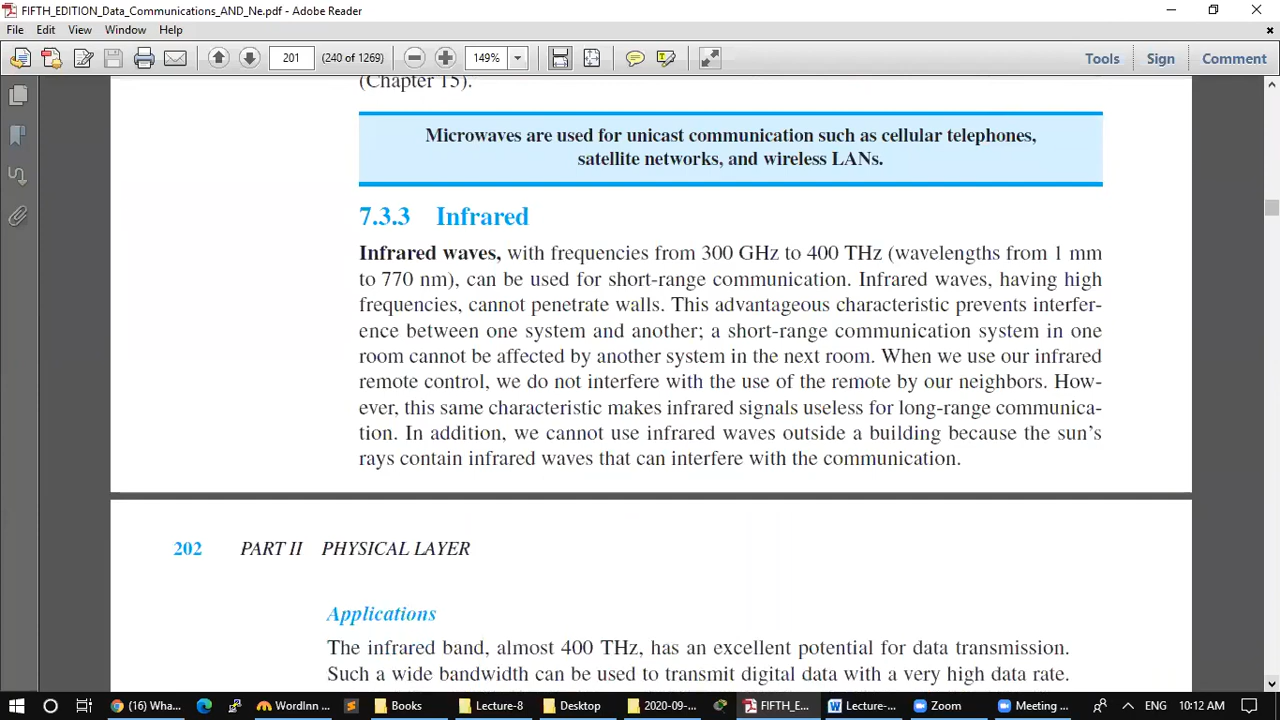 FIFTH_EDITION_Data_Communications_AND_Ne.pdf - Adobe Reader
File Edit View Window Help
201 (240 of 1269) 149% Tools Sign Comment
(Chapter 15).
Microwaves are used for unicast communication such as cellular telephones,
satellite networks, and wireless LANs.
7.3.3 Infrared
Infrared waves, with frequencies from 300 GHz to 400 THz (wavelengths from 1 mm
to 770 nm), can be used for short-range communication. Infrared waves, having high
frequencies, cannot penetrate walls. This advantageous characteristic prevents interfer-
ence between one system and another; a short-range communication system in one
room cannot be affected by another system in the next room. When we use our infrared
remote control, we do not interfere with the use of the remote by our neighbors. How-
ever, this same characteristic makes infrared signals useless for long-range communica-
tion. In addition, we cannot use infrared waves outside a building because the sun's
rays contain infrared waves that can interfere with the communication.
202 PART II PHYSICAL LAYER
Applications
The infrared band, almost 400 THz, has an excellent potential for data transmission.
Such a wide bandwidth can be used to transmit digital data with a very high data rate.
(16) Wha... WordInn ... Books Lecture-8 Desktop 2020-09-... FIFTH_E... Lecture-... Zoom Meeting ... ENG 10:12 AM